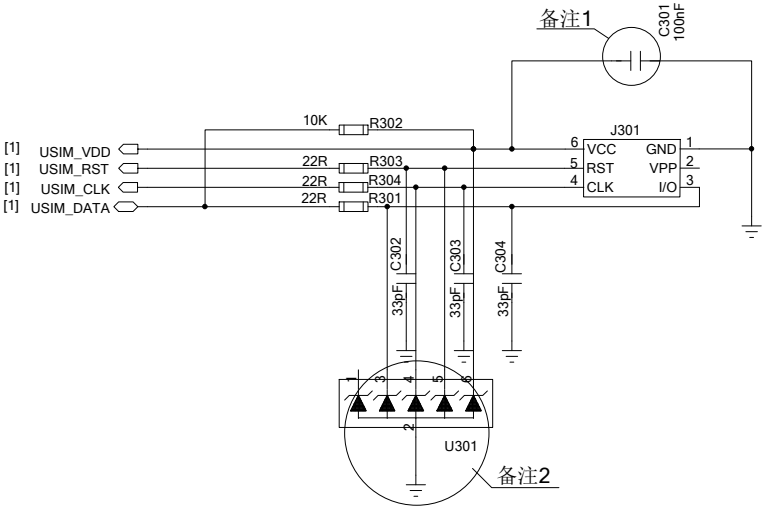 备注1
C301
100nF
10K
R302
J301
[1] USIM_VDD
6 VCC GND 1
[1] USIM_RST
22R R303
5 RST VPP 2
[1] USIM_CLK
22R R304
4 CLK I/O 3
[1] USIM_DATA
22R R301
C302
33pF
C303
33pF
C304
33pF
1 3 4 5 6
2
U301
备注2